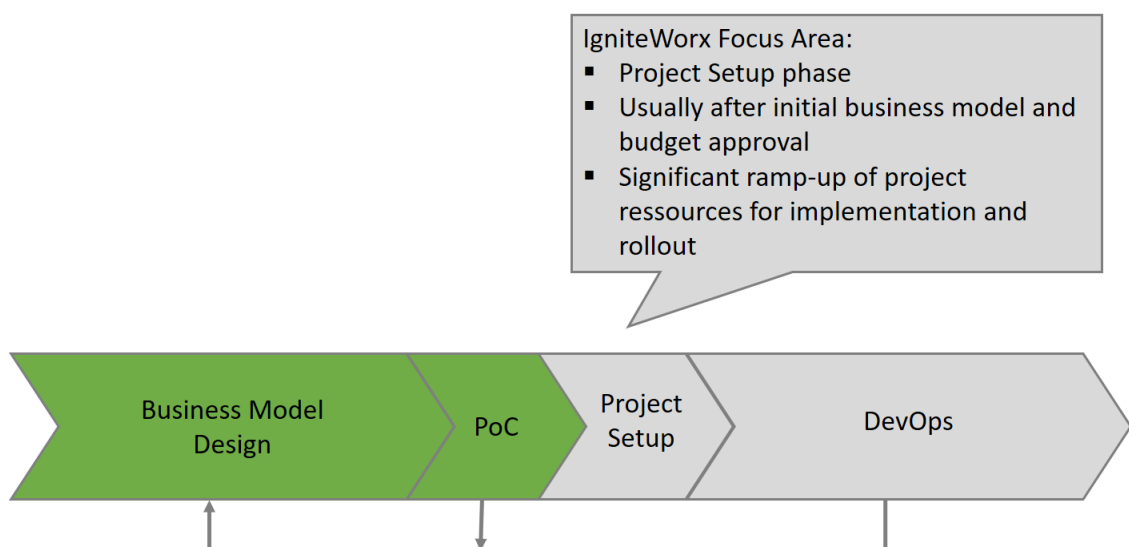 IgniteWorx Focus Area:
▪ Project Setup phase
▪ Usually after initial business model and
budget approval
▪ Significant ramp-up of project
ressources for implementation and
rollout
Business Model
Design
PoC
Project
Setup
DevOps